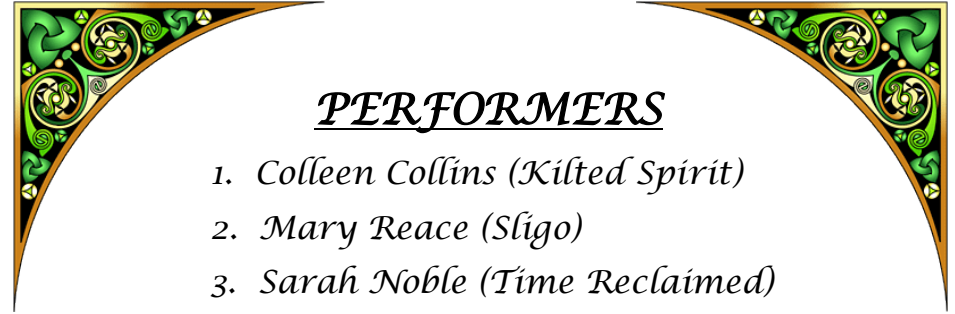 PERFORMERS
1. Colleen Collins (Kilted Spirit)
2. Mary Reace (Sligo)
3. Sarah Noble (Time Reclaimed)